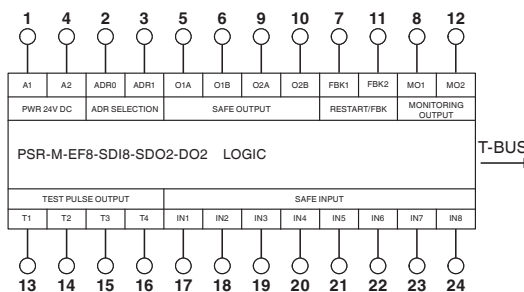 1 4 2 3 5 6 9 10 7 11 8 12
A1 A2 ADR0 ADR1 O1A O1B O2A O2B FBK1 FBK2 MO1 MO2
PWR 24V DC ADR SELECTION SAFE OUTPUT RESTART/FBK MONITORING OUTPUT
PSR-M-EF8-SDI8-SDO2-DO2 LOGIC
T-BUS
TEST PULSE OUTPUT SAFE INPUT
T1 T2 T3 T4 IN1 IN2 IN3 IN4 IN5 IN6 IN7 IN8
13 14 15 16 17 18 19 20 21 22 23 24